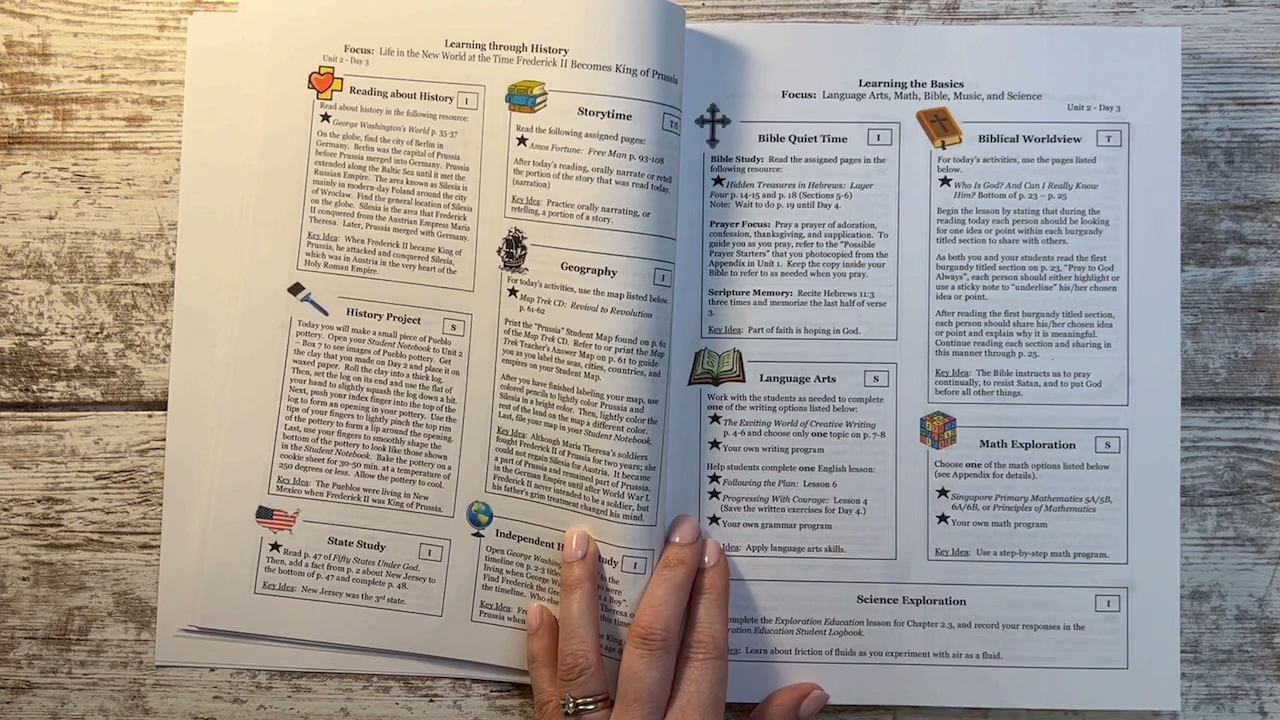 Learning through History
Focus: Life in the New World at the Time Frederick II Becomes King of Prussia
Unit 2 - Day 3
Reading about History
I
Read about history in the following resource:
George Washington's World p. 35-37
On the globe, find the city of Berlin in
Germany. Berlin was the capital of Prussia
before Prussia merged into Germany. Prussia
extended along the Baltic Sea until it met the
Russian Empire. The area known as Silesia is
mainly in modern-day Poland around the city
of Wroclaw. Find the general location of Silesia
on the globe. Silesia is the area that Frederick
II conquered from the Austrian Empress Maria
Theresa. Later, Prussia merged with Germany.
Key Idea: When Frederick II became King of
Prussia, he attacked and conquered Silesia,
which was in Austria in the very heart of the
Holy Roman Empire.
History Project
S
Today you will make a small piece of Pueblo
pottery. Open your Student Notebook to Unit 2
– Box 7 to see images of Pueblo pottery. Get
the clay that you made on Day 2 and place it on
waxed paper. Roll the clay into a thick log.
Then, set the log on its end and use the flat of
your hand to slightly squash the log down a bit.
Next, push your index finger into the top of the
log to form an opening in your pottery. Use the
tips of your fingers to lightly pinch the top rim
of the pottery to form a lip around the opening.
Last, use your fingers to smoothly shape the
bottom of the pottery to look like those shown
in the Student Notebook. Bake the pottery on a
cookie sheet for 30-50 min. at a temperature of
250 degrees or less. Allow the pottery to cool.
Key Idea: The Pueblos were living in New
Mexico when Frederick II was King of Prussia.
State Study
I
Read p. 47 of Fifty States Under God.
Then, add a fact from p. 2 about New Jersey to
the bottom of p. 47 and complete p. 48.
Key Idea: New Jersey was the 3rd state.
Storytime
T/I
Read the following assigned pages:
Amos Fortune: Free Man p. 93-108
After today's reading, orally narrate or retell
the portion of the story that was read today.
(narration)
Key Idea: Practice orally narrating, or
retelling, a portion of a story.
Geography
I
For today's activities, use the map listed below.
Map Trek CD: Revival to Revolution
p. 61-62
Print the "Prussia" Student Map found on p. 62
of the Map Trek CD. Refer to or print the Map
Trek Teacher's Answer Map on p. 61 to guide
you as you label the seas, cities, countries, and
empires on your Student Map.
After you have finished labeling your map, use
colored pencils to lightly color Prussia and
Silesia in a bright color. Then, lightly color the
rest of the land on the map a different color.
Last, file your map in your Student Notebook.
Key Idea: Although Maria Theresa's soldiers
fought Frederick II of Prussia for two years; she
could not regain Silesia for Austria. It became
a part of Prussia and remained part of Prussia,
in the German Empire until after World War I.
Frederick II never intended to be a soldier, but
his father's grim treatment changed his mind.
Independent H udy
I
Open George Washing to the
timeline on p. 2-3 were
living when George W a Boy".
Find Frederick the Gre Theresa o
the timeline. Who else this time
Key Idea: Fre King
Prussia when age
Learning the Basics
Focus: Language Arts, Math, Bible, Music, and Science
Unit 2 - Day 3
Bible Quiet Time
I
Bible Study: Read the assigned pages in the
following resource:
Hidden Treasures in Hebrews: Layer
Four p. 14-15 and p. 18 (Sections 5-6)
Note: Wait to do p. 19 until Day 4.
Prayer Focus: Pray a prayer of adoration,
confession, thanksgiving, and supplication. To
guide you as you pray, refer to the "Possible
Prayer Starters" that you photocopied from the
Appendix in Unit 1. Keep the copy inside your
Bible to refer to as needed when you pray.
Scripture Memory: Recite Hebrews 11:3
three times and memorize the last half of verse
3.
Key Idea: Part of faith is hoping in God.
Language Arts
S
Work with the students as needed to complete
one of the writing options listed below:
The Exciting World of Creative Writing
p. 4-6 and choose only one topic on p. 7-8
Your own writing program
Help students complete one English lesson:
Following the Plan: Lesson 6
Progressing With Courage: Lesson 4
(Save the written exercises for Day 4.)
Your own grammar program
Idea: Apply language arts skills.
Biblical Worldview
T
For today's activities, use the pages listed
below.
Who Is God? And Can I Really Know
Him? Bottom of p. 23 – p. 25
Begin the lesson by stating that during the
reading today each person should be looking
for one idea or point within each burgundy
titled section to share with others.
As both you and your students read the first
burgundy titled section on p. 23, "Pray to God
Always", each person should either highlight or
use a sticky note to "underline" his/her chosen
idea or point.
After reading the first burgundy titled section,
each person should share his/her chosen idea
or point and explain why it is meaningful.
Continue reading each section and sharing in
this manner through p. 25.
Key Idea: The Bible instructs us to pray
continually, to resist Satan, and to put God
before all other things.
Math Exploration
S
Choose one of the math options listed below
(see Appendix for details).
Singapore Primary Mathematics 5A/5B,
6A/6B, or Principles of Mathematics
Your own math program
Key Idea: Use a step-by-step math program.
Science Exploration
I
mplete the Exploration Education lesson for Chapter 2.3, and record your responses in the
ration Education Student Logbook.
Idea: Learn about friction of fluids as you experiment with air as a fluid.